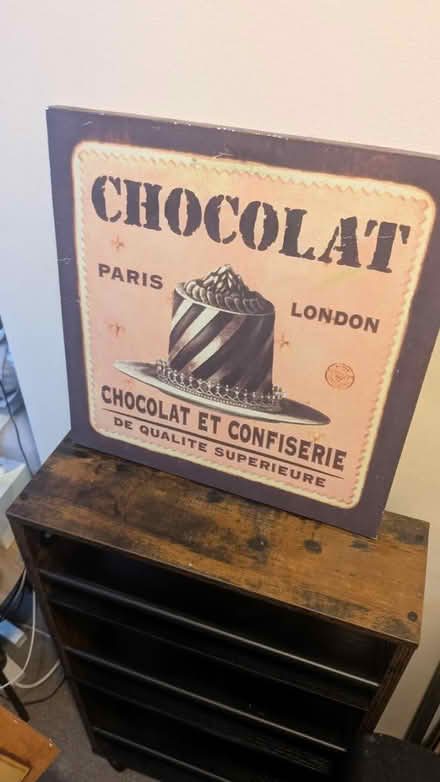 CHOCOLAT
PARIS
LONDON
CHOCOLAT ET CONFISERIE
DE QUALITE SUPERIEURE